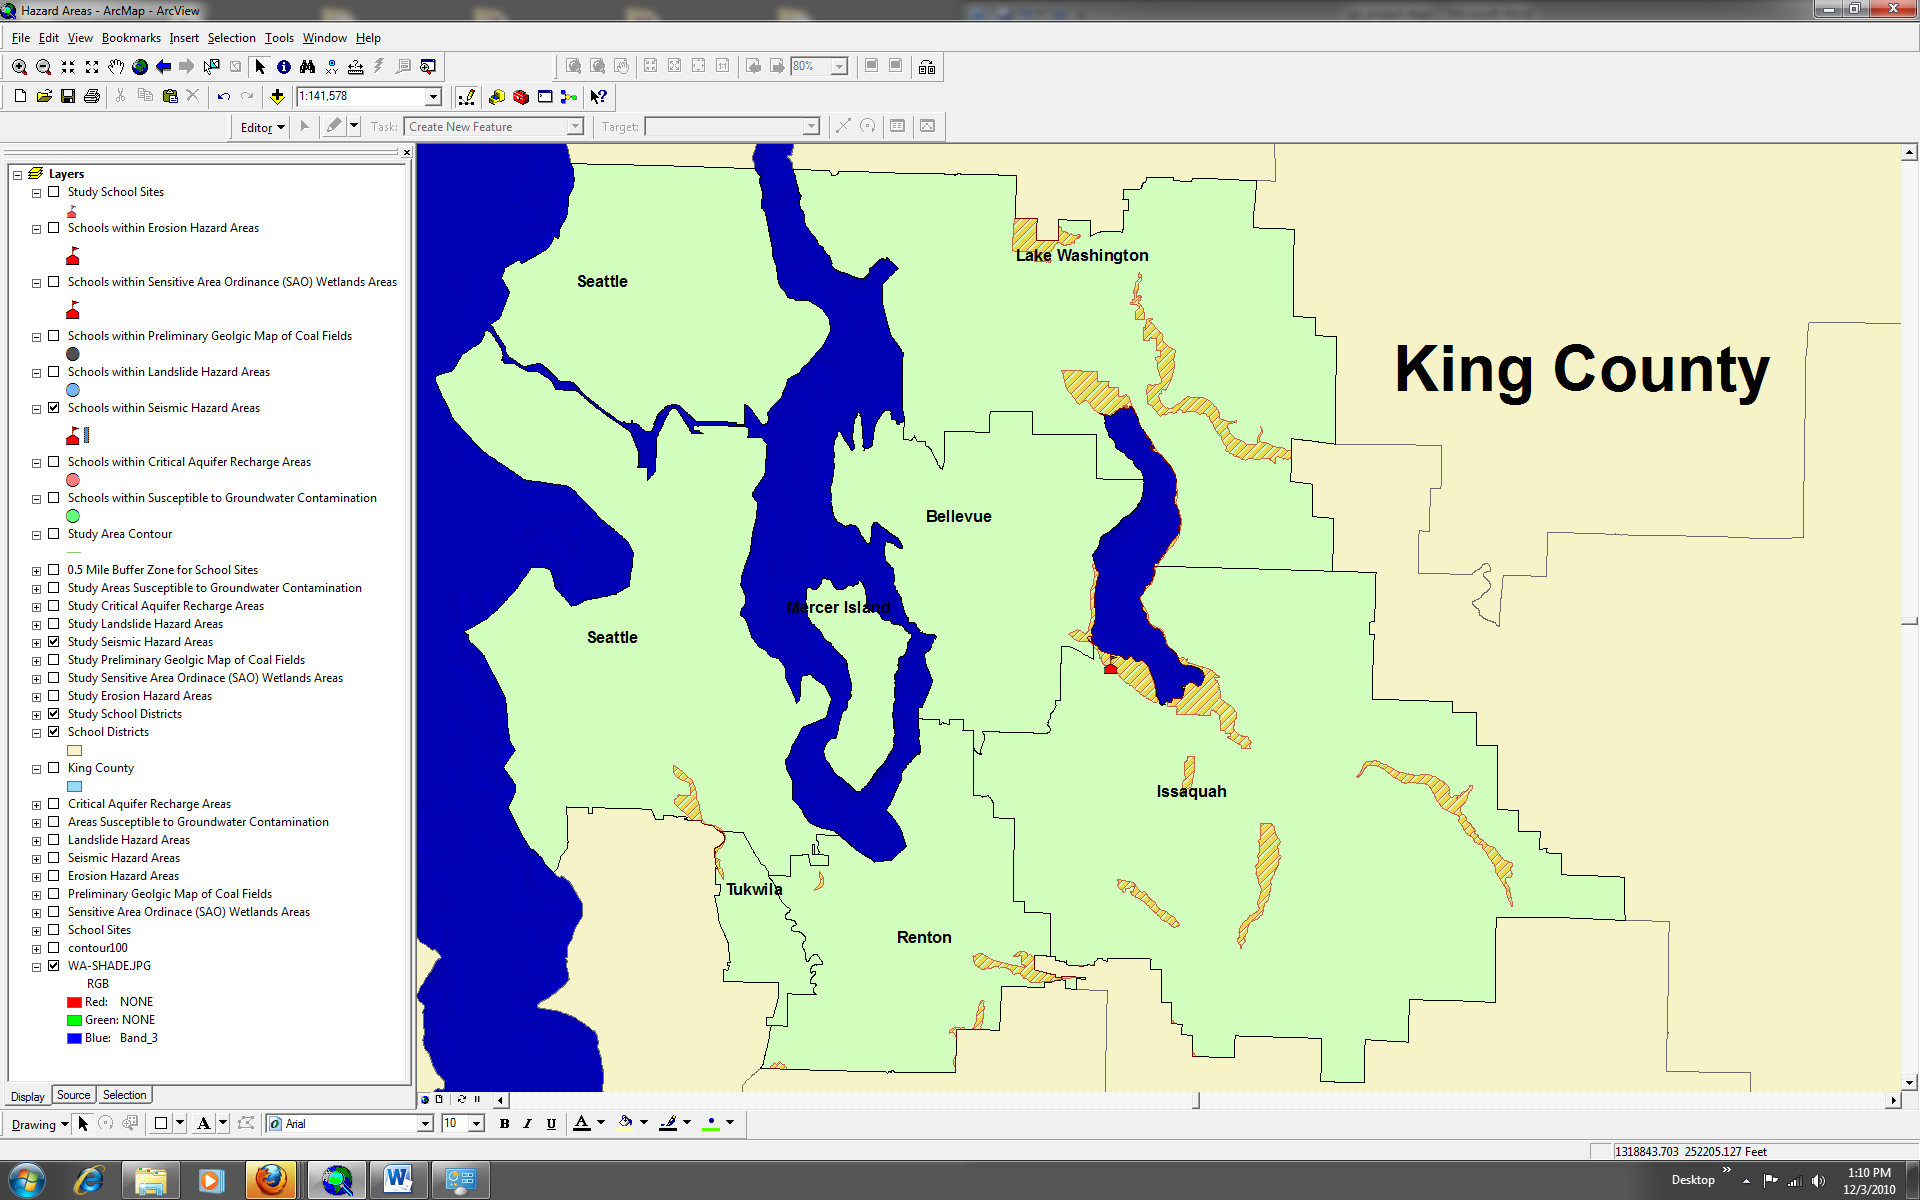 Hazard Areas - ArcMap - ArcView
File Edit View Bookmarks Insert Selection Tools Window Help
80%
1:141,578
Editor Task: Create New Feature Target:
Layers
Study School Sites
Schools within Erosion Hazard Areas
Schools within Sensitive Area Ordinance (SAO) Wetlands Areas
Schools within Preliminary Geolgic Map of Coal Fields
Schools within Landslide Hazard Areas
Schools within Seismic Hazard Areas
Schools within Critical Aquifer Recharge Areas
Schools within Susceptible to Groundwater Contamination
Study Area Contour
0.5 Mile Buffer Zone for School Sites
Study Areas Susceptible to Groundwater Contamination
Study Critical Aquifer Recharge Areas
Study Landslide Hazard Areas
Study Seismic Hazard Areas
Study Preliminary Geolgic Map of Coal Fields
Study Sensitive Area Ordinace (SAO) Wetlands Areas
Study Erosion Hazard Areas
Study School Districts
School Districts
King County
Critical Aquifer Recharge Areas
Areas Susceptible to Groundwater Contamination
Landslide Hazard Areas
Seismic Hazard Areas
Erosion Hazard Areas
Preliminary Geolgic Map of Coal Fields
Sensitive Area Ordinace (SAO) Wetlands Areas
School Sites
contour100
WA-SHADE.JPG
RGB
Red: NONE
Green: NONE
Blue: Band_3
Display Source Selection
Lake Washington
Seattle
King County
Bellevue
Mercer Island
Seattle
Issaquah
Tukwila
Renton
Drawing A Arial 10 B I U A
1318843.703 252205.127 Feet
Desktop
1:10 PM
12/3/2010